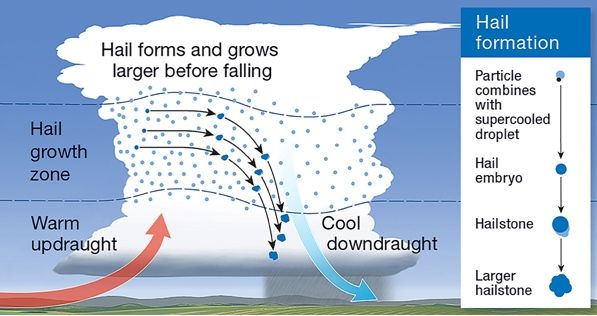 Hail forms and grows
larger before falling
Hail
growth
zone
Warm
updraught
Cool
downdraught
Hail
formation
Particle
combines
with
supercooled
droplet
Hail
embryo
Hailstone
Larger
hailstone